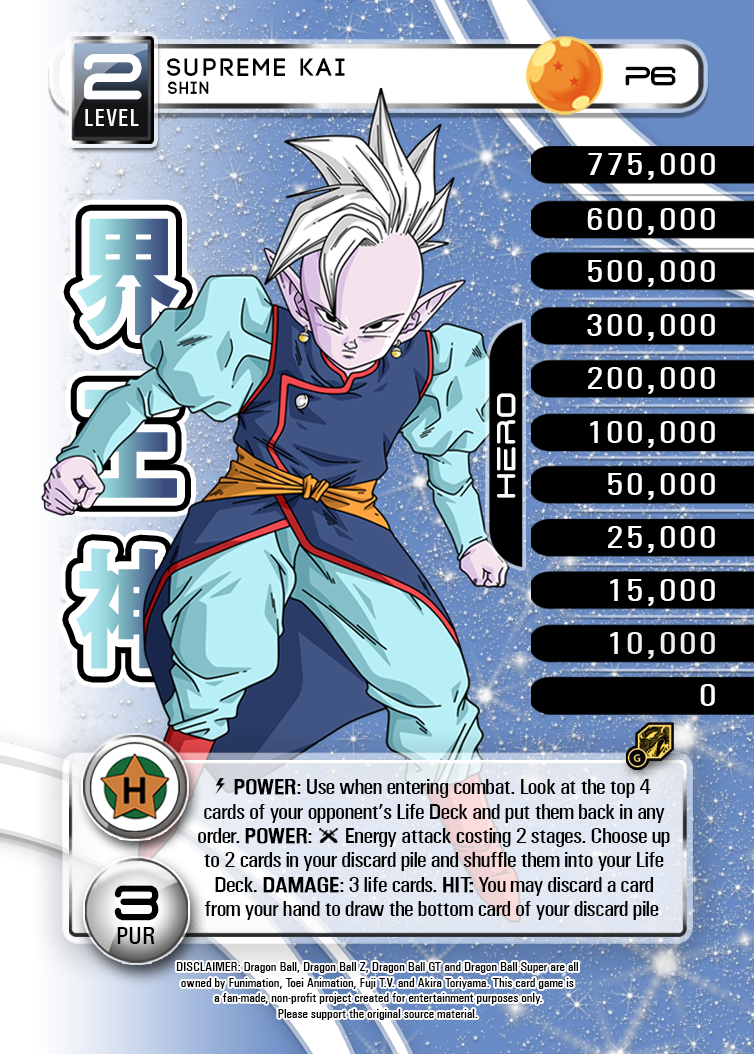 2
LEVEL
SUPREME KAI
SHIN
P6
775,000
600,000
500,000
300,000
200,000
100,000
50,000
25,000
15,000
10,000
0
界
王
神
HERO
G
H
3
PUR
POWER: Use when entering combat. Look at the top 4
cards of your opponent's Life Deck and put them back in any
order. POWER: Energy attack costing 2 stages. Choose up
to 2 cards in your discard pile and shuffle them into your Life
Deck. DAMAGE: 3 life cards. HIT: You may discard a card
from your hand to draw the bottom card of your discard pile
DISCLAIMER: Dragon Ball, Dragon Ball Z, Dragon Ball GT and Dragon Ball Super are all
owned by Funimation, Toei Animation, Fuji T.V. and Akira Toriyama. This card game is
a fan-made, non-profit project created for entertainment purposes only.
Please support the original source material.